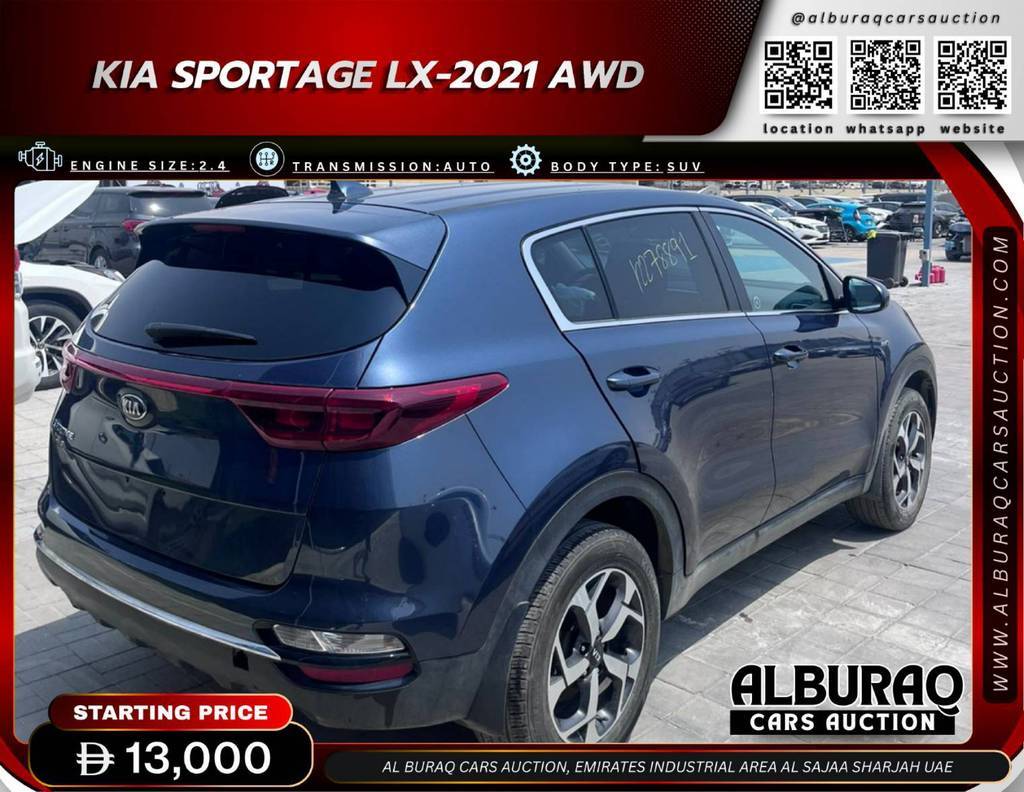 @alburaqcarsauction
KIA SPORTAGE LX-2021 AWD
location whatsapp website
ENGINE SIZE:2.4 TRANSMISSION:AUTO BODY TYPE: SUV
12278891
KIA
WWW.ALBURAQCARSAUCTION.COM
ALBURAQ
CARS AUCTION
STARTING PRICE
13,000
AL BURAQ CARS AUCTION, EMIRATES INDUSTRIAL AREA AL SAJAA SHARJAH UAE